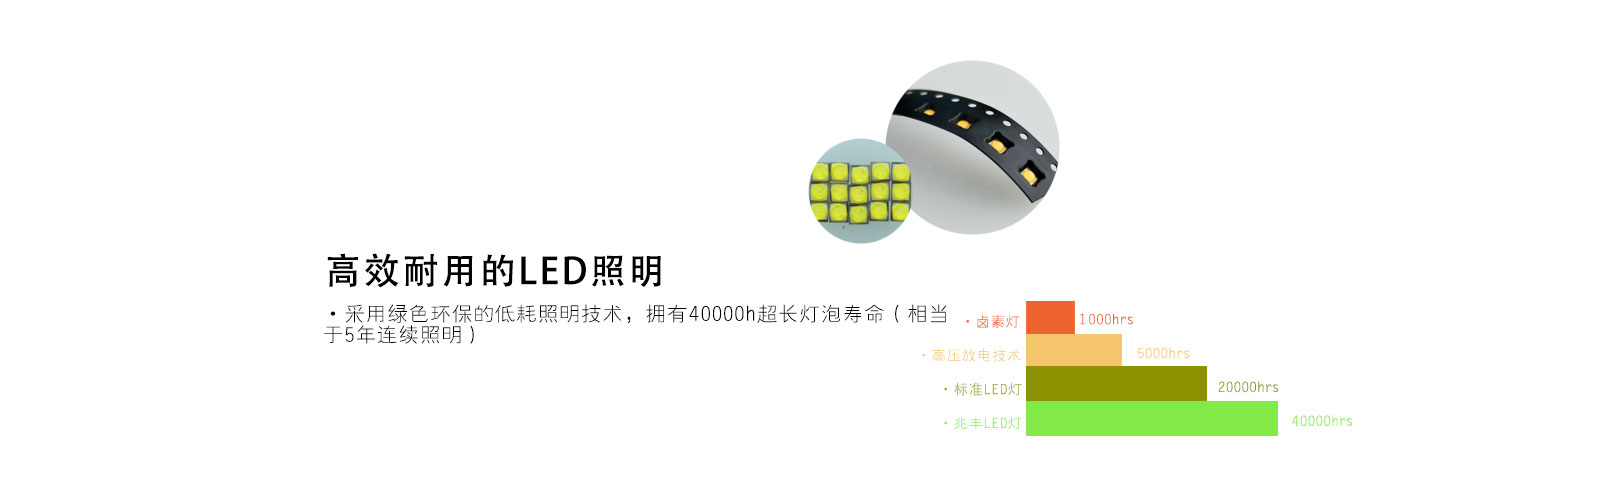 高效耐用的LED照明
·采用绿色环保的低耗照明技术，拥有40000h超长灯泡寿命（相当
于5年连续照明）
·卤素灯 1000hrs
·高压放电技术 5000hrs
·标准LED灯 20000hrs
·兆丰LED灯 40000hrs